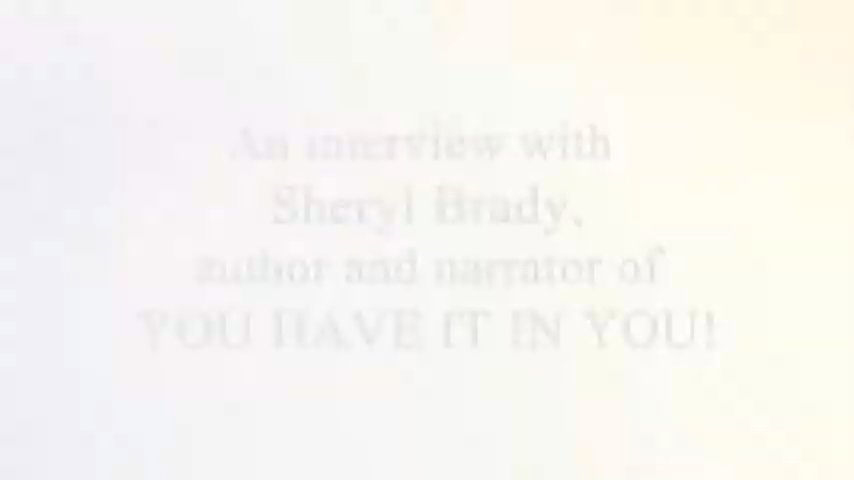 An interview with
Sheryl Brady,
author and narrator of
YOU HAVE IT IN YOU!